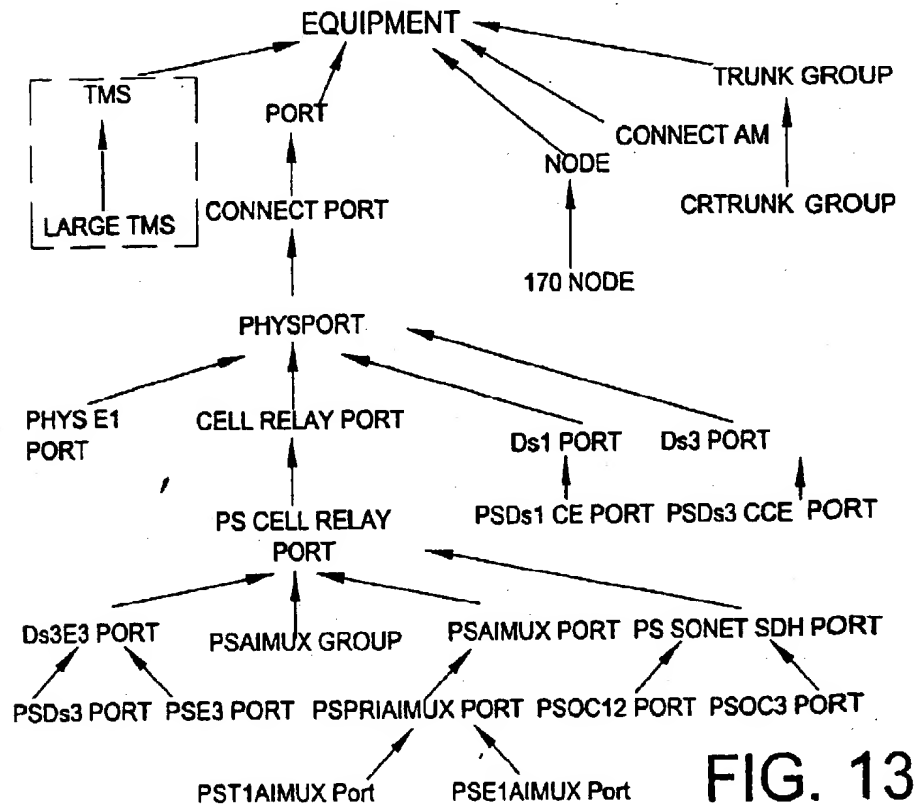 EQUIPMENT
TMS
TRUNK GROUP
PORT
CONNECT AM
NODE
LARGE TMS
CONNECT PORT
CRTRUNK GROUP
170 NODE
PHYSPORT
PHYS E1
PORT
CELL RELAY PORT
Ds1 PORT
Ds3 PORT
PS CELL RELAY
PORT
PSDs1 CE PORT
PSDs3 CCE PORT
Ds3E3 PORT
PSAIMUX GROUP
PSAIMUX PORT
PS SONET SDH PORT
PSDs3 PORT
PSE3 PORT
PSPRIAIMUX PORT
PSOC12 PORT
PSOC3 PORT
PST1AIMUX Port
PSE1AIMUX Port
FIG. 13